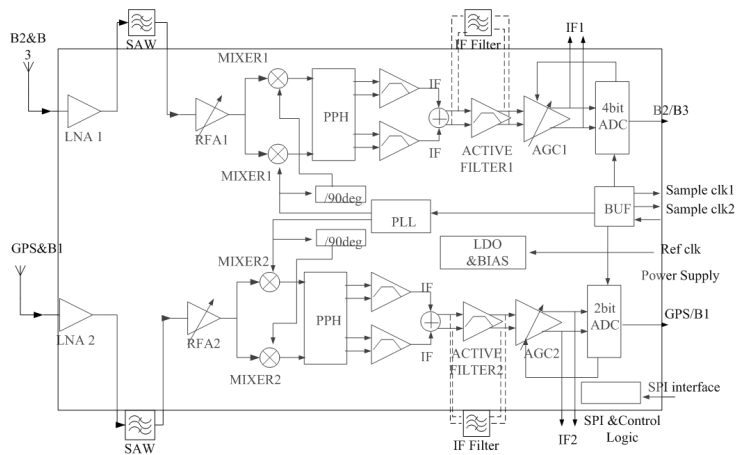 B2&B
3
SAW
IF Filter
IF1
MIXER1
LNA 1
RFA1
PPH
IF
IF
ACTIVE
FILTER1
AGC1
4bit
ADC
B2/B3
MIXER1
/90deg
PLL
BUF
Sample clk1
Sample clk2
/90deg
LDO
&BIAS
Ref clk
Power Supply
GPS&B1
MIXER2
LNA 2
RFA2
PPH
IF
IF
ACTIVE
FILTER2
AGC2
2bit
ADC
GPS/B1
MIXER2
SPI interface
SPI &Control
Logic
SAW
IF Filter
IF2